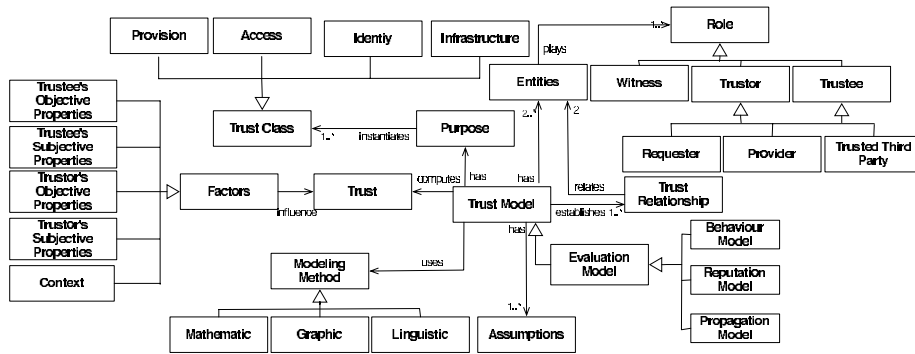 Role
1..*
Provision
Access
Identiy
Infrastructure
plays
Entities
Witness
Trustor
Trustee
Trustee's
Objective
Properties
Trustee's
Subjective
Properties
Trustor's
Objective
Properties
Trustor's
Subjective
Properties
Context
Trust Class
1..*
instantiates
Purpose
2..*
2
Requester
Provider
Trusted Third
Party
has
has
relates
computes
Factors
influence
Trust
Trust Model
establishes
1..*
Trust
Relationship
has
uses
Modeling
Method
Evaluation
Model
Behaviour
Model
Reputation
Model
Propagation
Model
1..*
Mathematic
Graphic
Linguistic
Assumptions